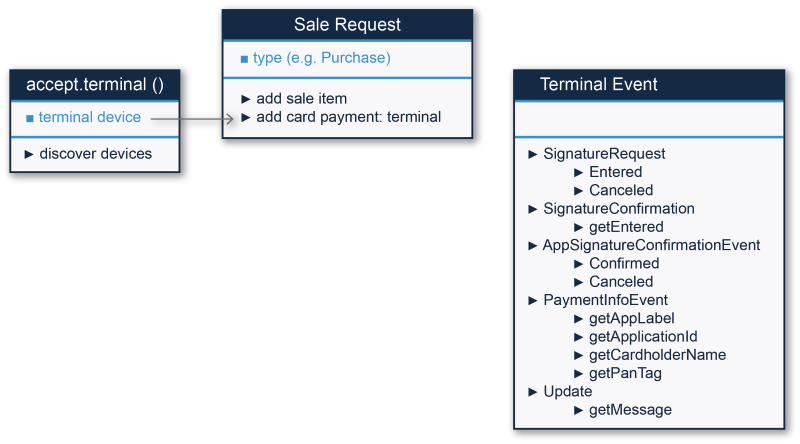 accept.terminal ()
terminal device
discover devices
Sale Request
type (e.g. Purchase)
add sale item
add card payment: terminal
Terminal Event
SignatureRequest
Entered
Canceled
SignatureConfirmation
getEntered
AppSignatureConfirmationEvent
Confirmed
Canceled
PaymentInfoEvent
getAppLabel
getApplicationId
getCardholderName
getPanTag
Update
getMessage